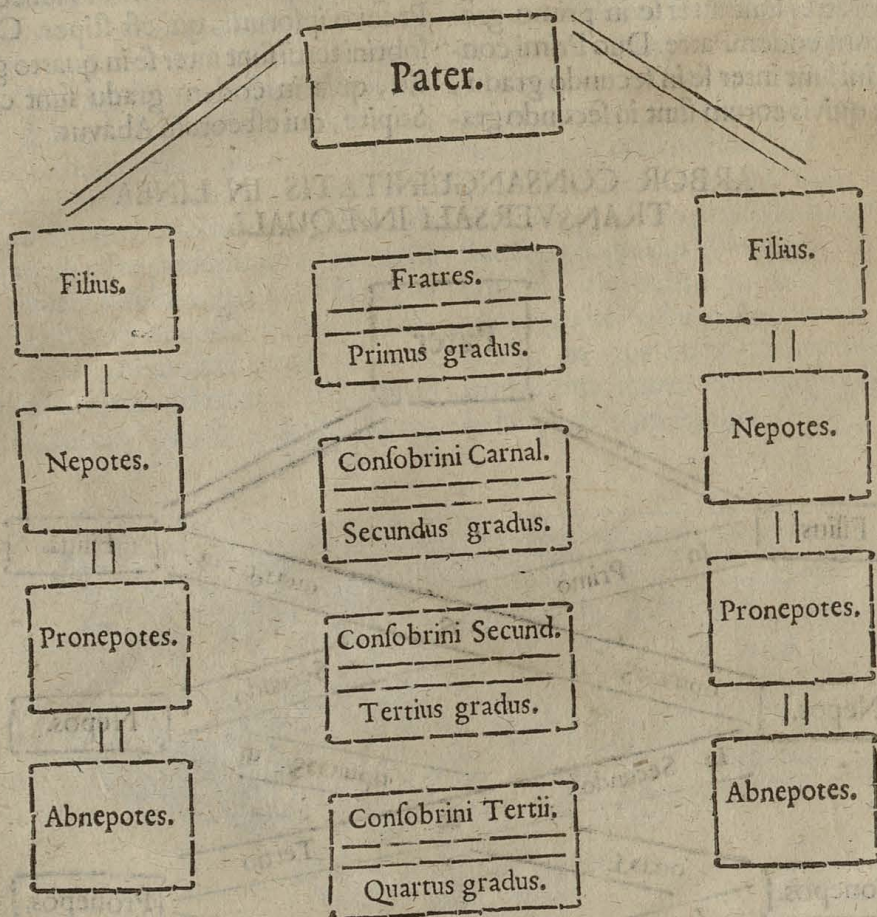 Pater.
Filius.
Fratres.
Primus gradus.
Filius.
Nepotes.
Conſobrini Carnal.
Secundus gradus.
Nepotes.
Pronepotes.
Conſobrini Secund.
Tertius gradus.
Pronepotes.
Abnepotes.
Conſobrini Tertii.
Quartus gradus.
Abnepotes.